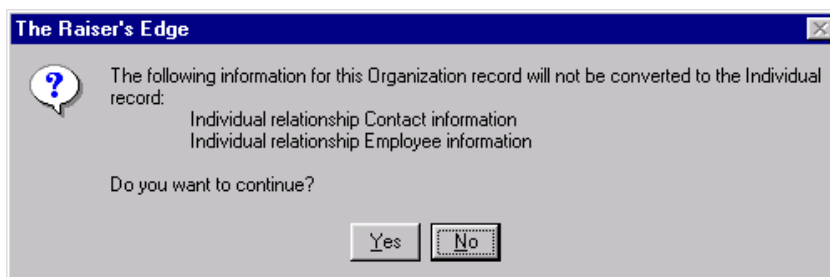 The Raiser's Edge
?
The following information for this Organization record will not be converted to the Individual
record:
Individual relationship Contact information
Individual relationship Employee information
Do you want to continue?
Yes No